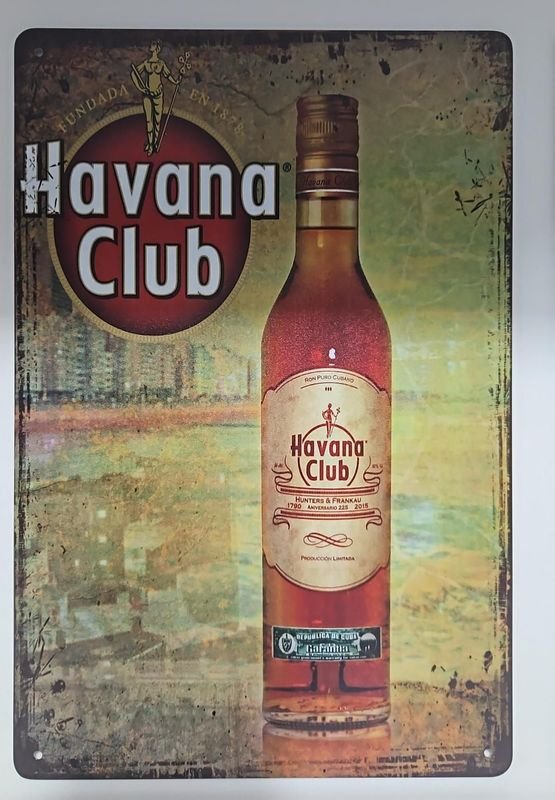 FUNDADA EN 1878
Havana®
Club
Havana Club
RON PURO CUBANO
Havana
Club
HUNTERS & FRANKAU
1790 ANIVERSARIO 225 2015
PRODUCCIÓN LIMITADA
REPUBLICA DE CUBA
Garantia